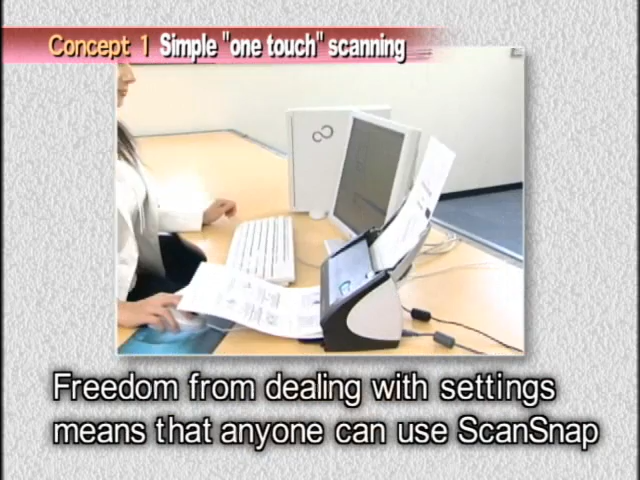 Concept 1 Simple "one touch" scanning
Freedom from dealing with settings
means that anyone can use ScanSnap